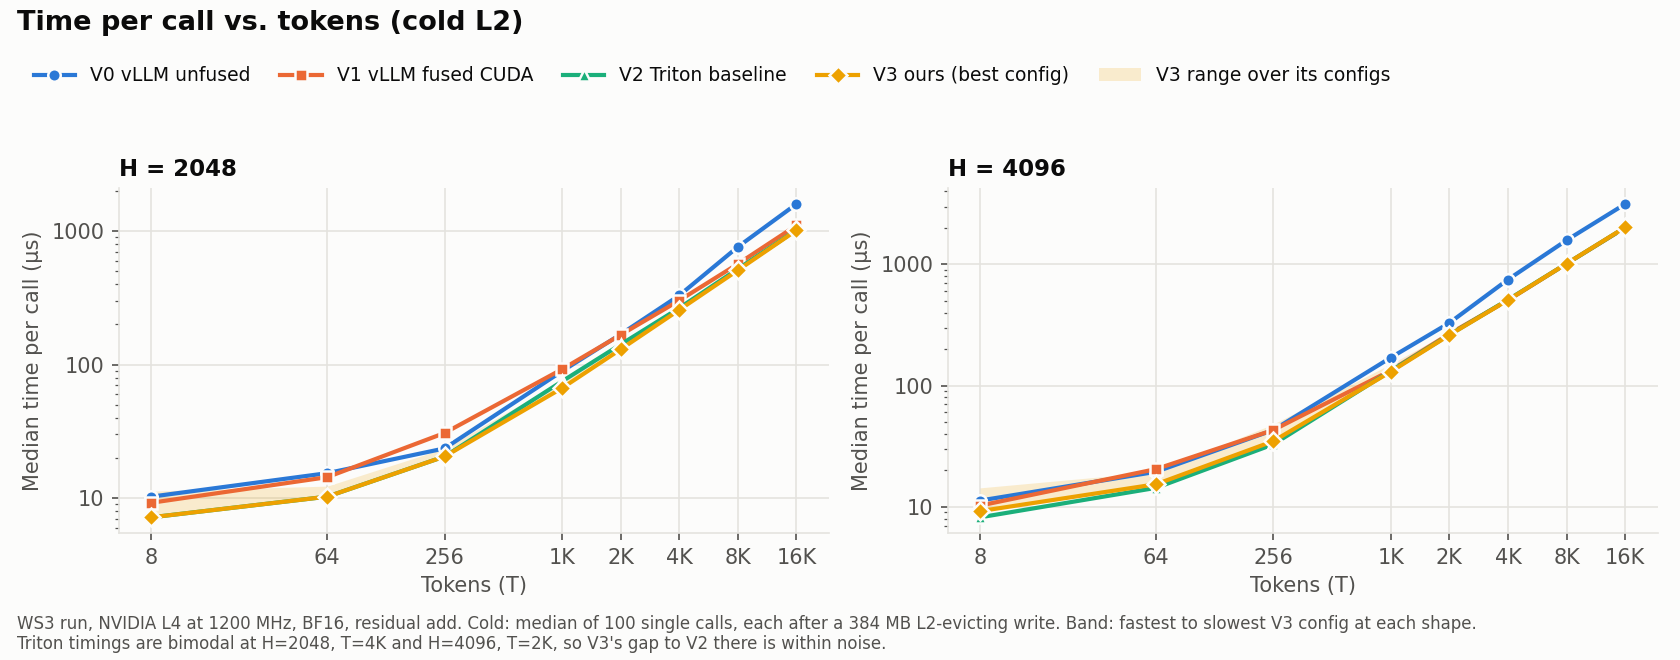 Time per call vs. tokens (cold L2)
V0 vLLM unfused V1 vLLM fused CUDA V2 Triton baseline V3 ours (best config) V3 range over its configs
H = 2048
Median time per call (µs)
1000
100
10
8 64 256 1K 2K 4K 8K 16K
Tokens (T)
H = 4096
Median time per call (µs)
1000
100
10
8 64 256 1K 2K 4K 8K 16K
Tokens (T)
WS3 run, NVIDIA L4 at 1200 MHz, BF16, residual add. Cold: median of 100 single calls, each after a 384 MB L2-evicting write. Band: fastest to slowest V3 config at each shape.
Triton timings are bimodal at H=2048, T=4K and H=4096, T=2K, so V3's gap to V2 there is within noise.